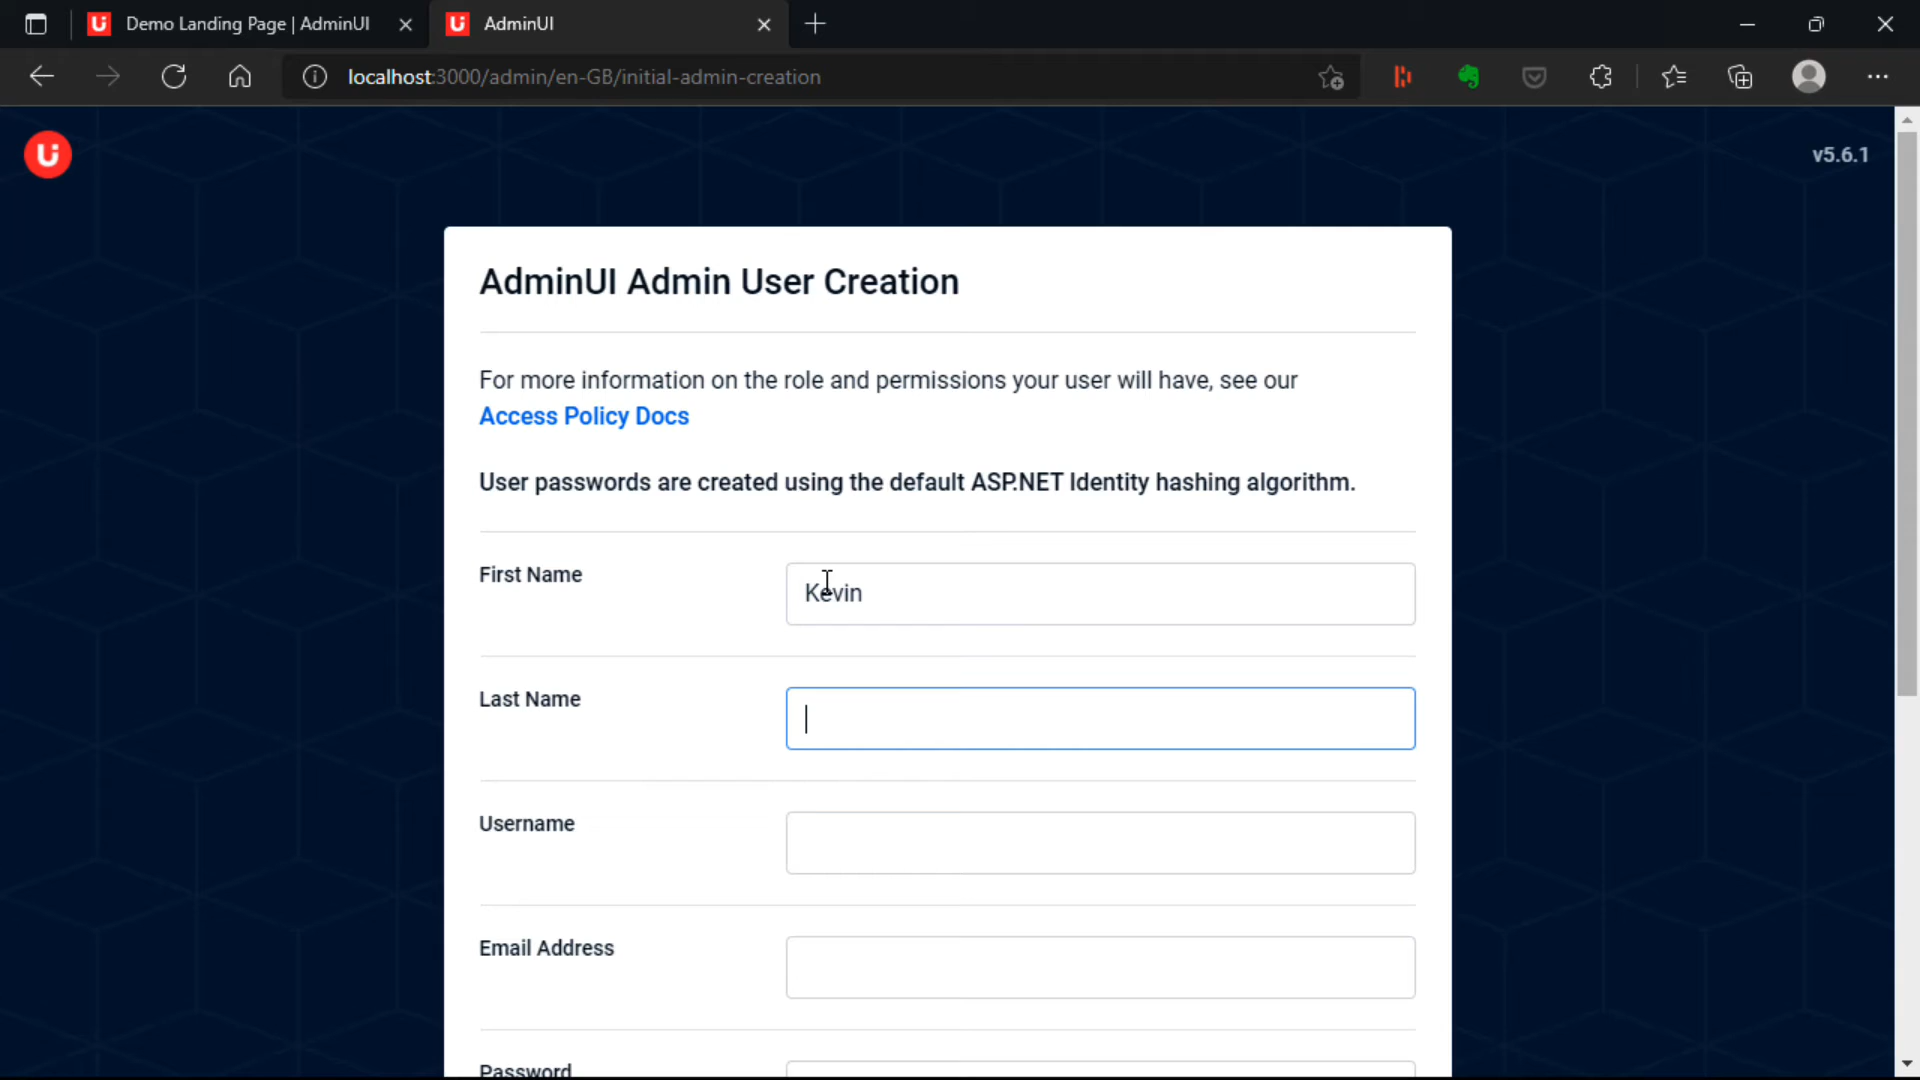 Demo Landing Page | AdminUI
AdminUI
localhost:3000/admin/en-GB/initial-admin-creation
v5.6.1
AdminUI Admin User Creation
For more information on the role and permissions your user will have, see our
Access Policy Docs
User passwords are created using the default ASP.NET Identity hashing algorithm.
First Name
Kevin
Last Name
Username
Email Address
Password